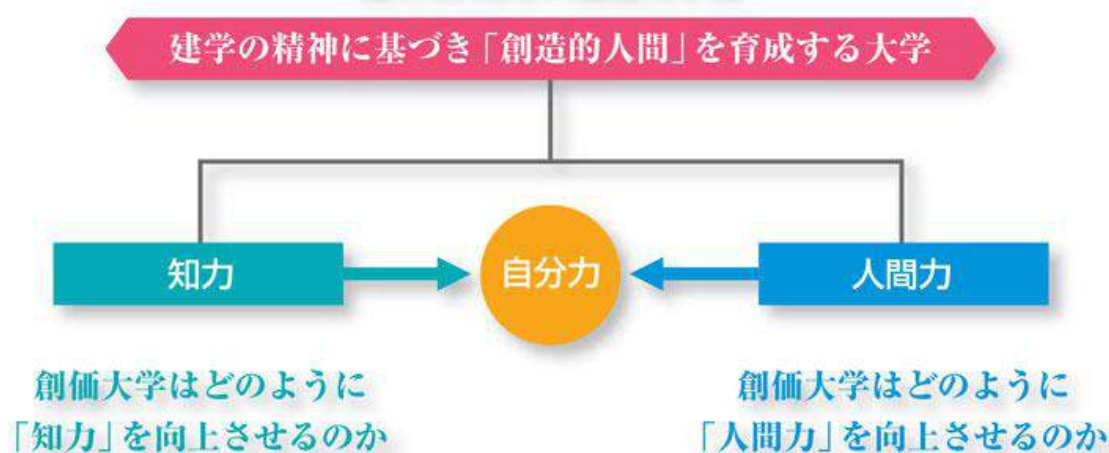 建学の精神に基づき「創造的人間」を育成する大学
知力
自分力
人間力
創価大学はどのように
「知力」を向上させるのか
創価大学はどのように
「人間力」を向上させるのか